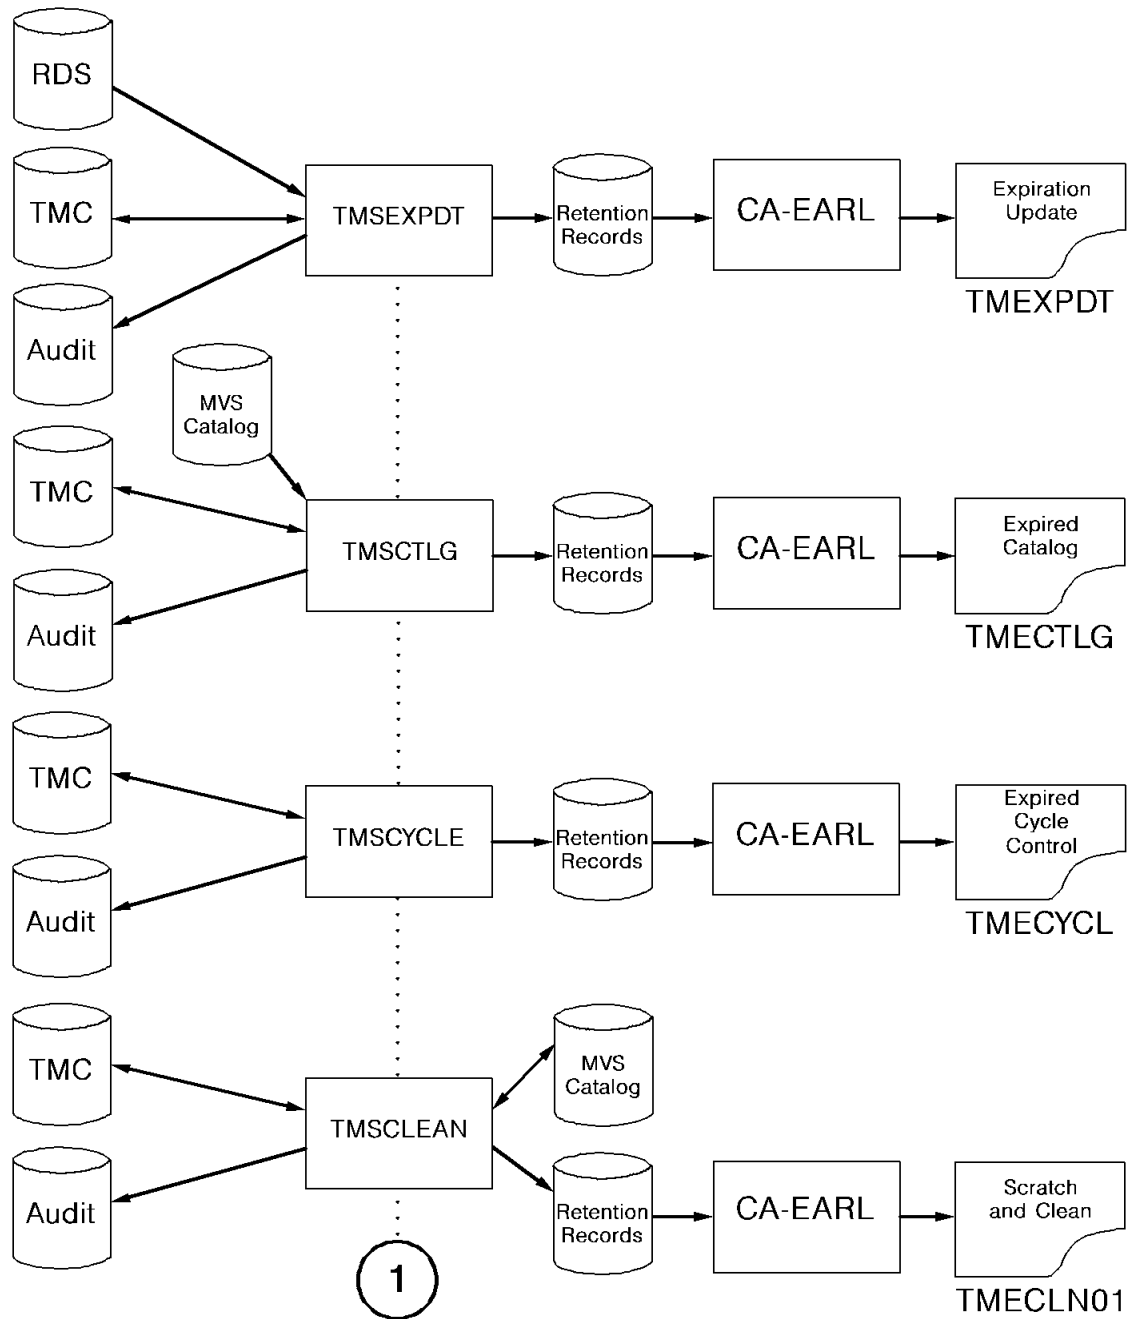 RDS
TMC
Audit
TMSEXPDT
Retention
Records
CA-EARL
Expiration
Update
TMEXPDT
MVS
Catalog
TMC
Audit
TMSCTLG
Retention
Records
CA-EARL
Expired
Catalog
TMECTLG
TMC
Audit
TMSCYCLE
Retention
Records
CA-EARL
Expired
Cycle
Control
TMECYCL
TMC
Audit
TMSCLEAN
MVS
Catalog
Retention
Records
CA-EARL
Scratch
and Clean
TMECLN01
1